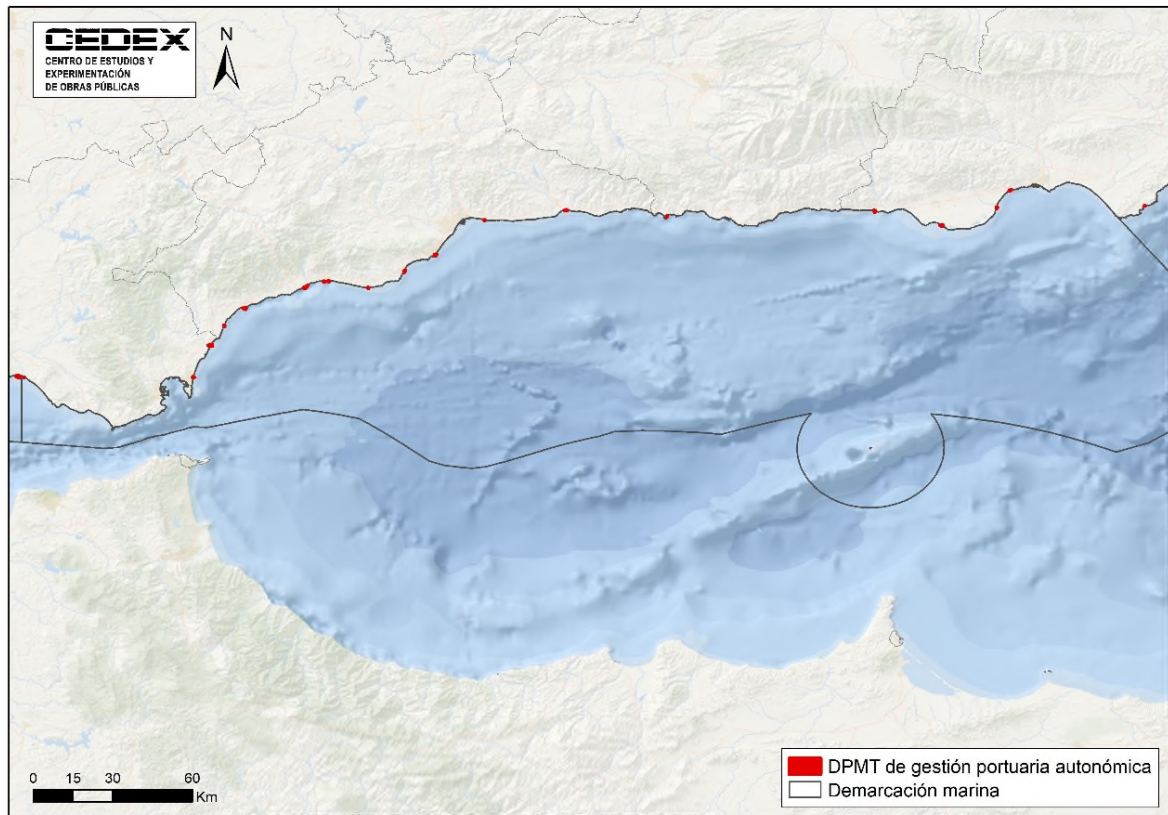 CEDEX
CENTRO DE ESTUDIOS Y
EXPERIMENTACIÓN
DE OBRAS PÚBLICAS
N
0 15 30 60
Km
DPMT de gestión portuaria autonómica
Demarcación marina